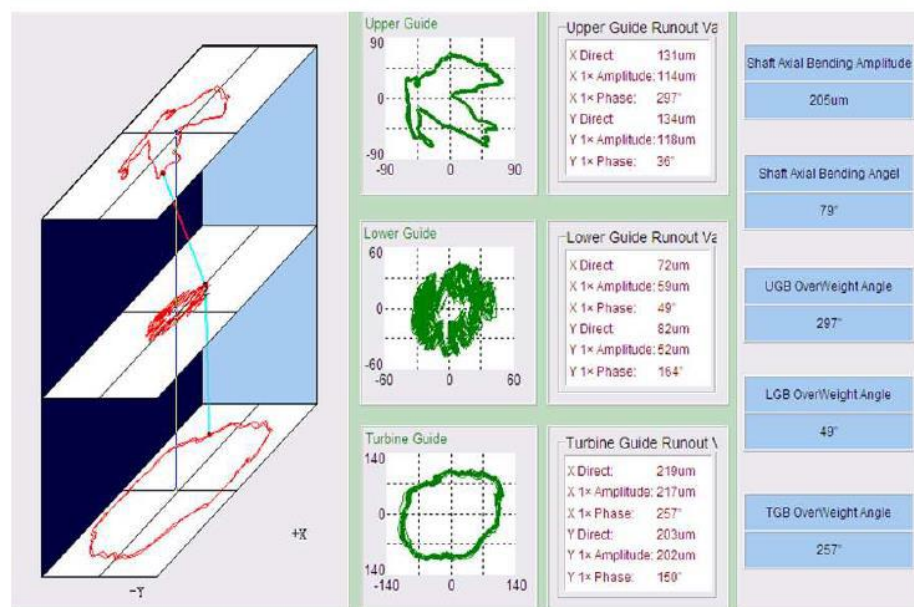 +X
-Y
Upper Guide
90
0
-90
-90
0
90
Upper Guide Runout Va
X Direct: 131um
X 1× Amplitude: 114um
X 1× Phase: 297°
Y Direct 134um
Y 1× Amplitude: 118um
Y 1× Phase: 36°
Lower Guide
60
0
-60
-60
0
60
Lower Guide Runout Va
X Direct: 72um
X 1× Amplitude: 59um
X 1× Phase: 49°
Y Direct 82um
Y 1× Amplitude: 52um
Y 1× Phase: 164°
Turbine Guide
140
0
140
-140
0
140
Turbine Guide Runout V
X Direct: 219um
X 1× Amplitude: 217um
X 1× Phase: 257°
Y Direct: 203um
Y 1× Amplitude: 202um
Y 1× Phase: 150°
Shaft Axial Bending Amplitude
205um
Shaft Axial Bending Angel
79°
UGB OverWeight Angle
297°
LGB OverWeight Angle
49°
TGB OverWeight Angle
257°